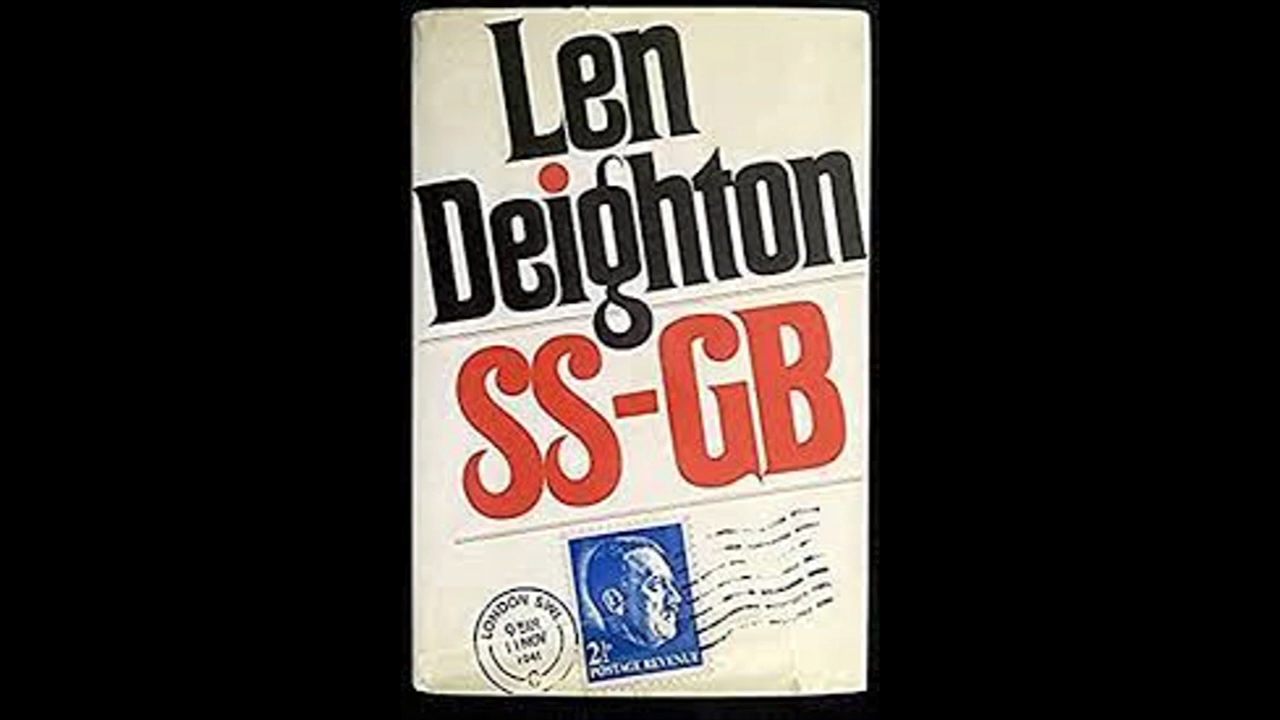 Len
Deighton
SS-GB
LONDON SW1
11 NOV
1941
C
2½
POSTAGE REVENUE